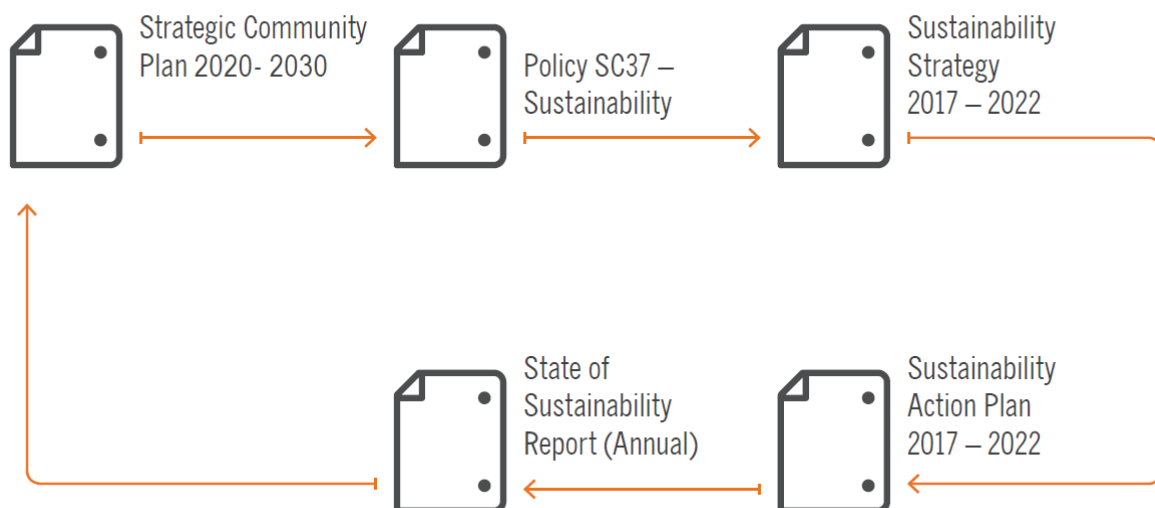 Strategic Community
Plan 2020- 2030
Policy SC37 –
Sustainability
Sustainability
Strategy
2017 – 2022
State of
Sustainability
Report (Annual)
Sustainability
Action Plan
2017 – 2022